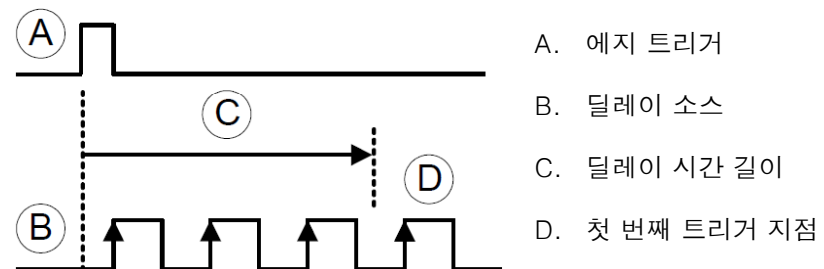 A
C
D
B
A. 에지 트리거
B. 딜레이 소스
C. 딜레이 시간 길이
D. 첫 번째 트리거 지점